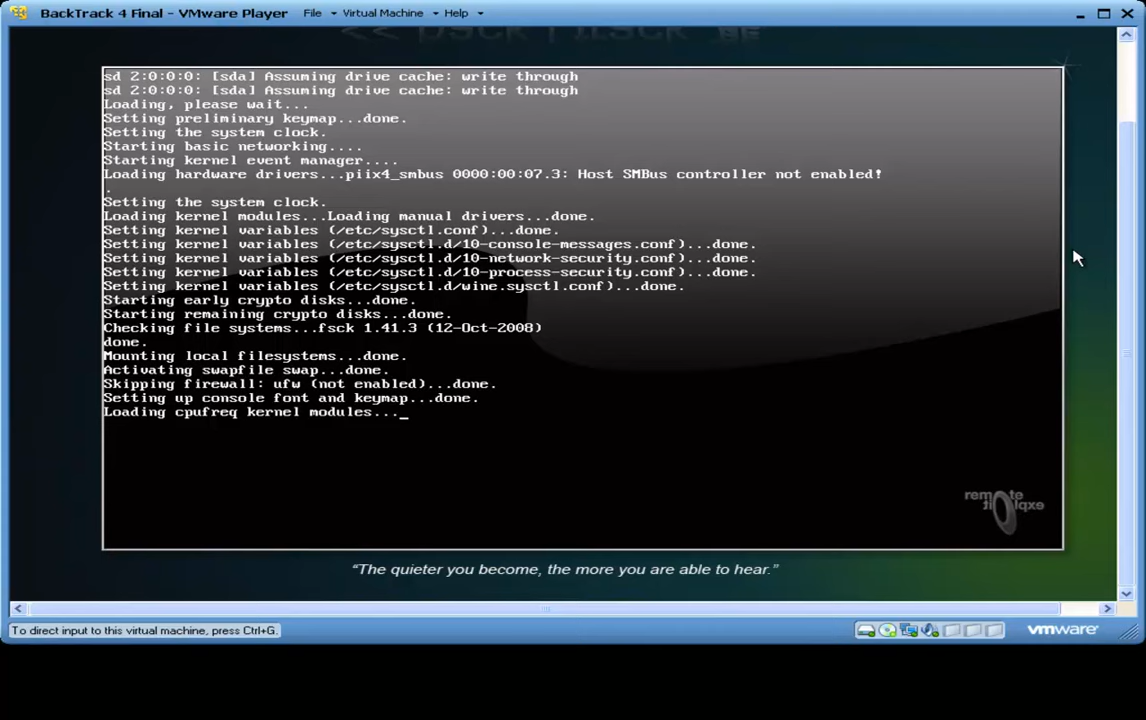 BackTrack 4 Final - VMware Player File Virtual Machine Help
<< back | track
sd 2:0:0:0: [sda] Assuming drive cache: write through
sd 2:0:0:0: [sda] Assuming drive cache: write through
Loading, please wait...
Setting preliminary keymap...done.
Setting the system clock.
Starting basic networking....
Starting kernel event manager....
Loading hardware drivers...piix4_smbus 0000:00:07.3: Host SMBus controller not enabled!
.
Setting the system clock.
Loading kernel modules...Loading manual drivers...done.
Setting kernel variables (/etc/sysctl.conf)...done.
Setting kernel variables (/etc/sysctl.d/10-console-messages.conf)...done.
Setting kernel variables (/etc/sysctl.d/10-network-security.conf)...done.
Setting kernel variables (/etc/sysctl.d/10-process-security.conf)...done.
Setting kernel variables (/etc/sysctl.d/wine.sysctl.conf)...done.
Starting early crypto disks...done.
Starting remaining crypto disks...done.
Checking file systems...fsck 1.41.3 (12-Oct-2008)
done.
Mounting local filesystems...done.
Activating swapfile swap...done.
Skipping firewall: ufw (not enabled)...done.
Setting up console font and keymap...done.
Loading cpufreq kernel modules..._
remote
exploit
“The quieter you become, the more you are able to hear.”
To direct input to this virtual machine, press Ctrl+G.
vmware